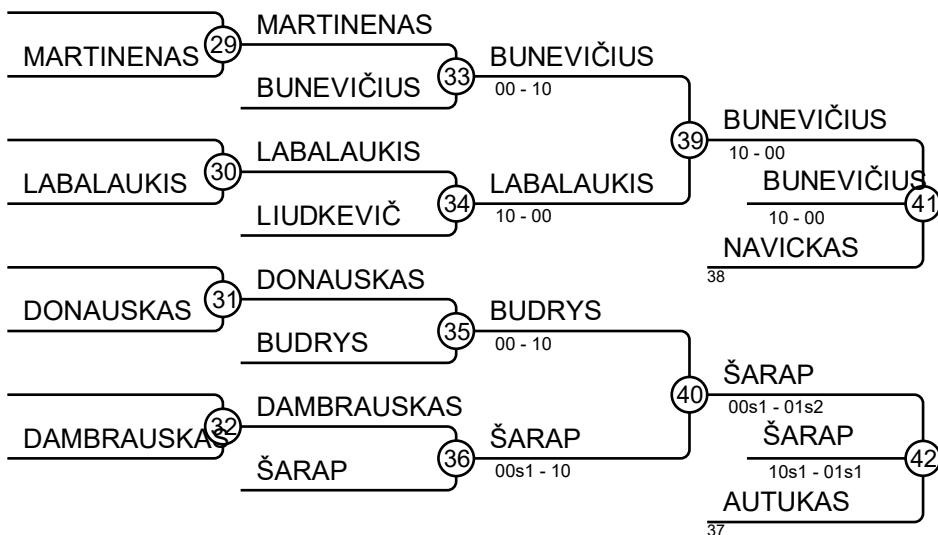 MARTINENAS
29
MARTINENAS
BUNEVIČIUS
33
BUNEVIČIUS
00 - 10
LABALAUKIS
30
LABALAUKIS
LIUDKEVIČ
34
LABALAUKIS
10 - 00
39
BUNEVIČIUS
10 - 00
BUNEVIČIUS
10 - 00
41
NAVICKAS
38
DONAUSKAS
31
DONAUSKAS
BUDRYS
35
BUDRYS
00 - 10
DAMBRAUSKAS
32
DAMBRAUSKAS
ŠARAP
36
ŠARAP
00s1 - 10
40
ŠARAP
00s1 - 01s2
ŠARAP
10s1 - 01s1
42
AUTUKAS
37